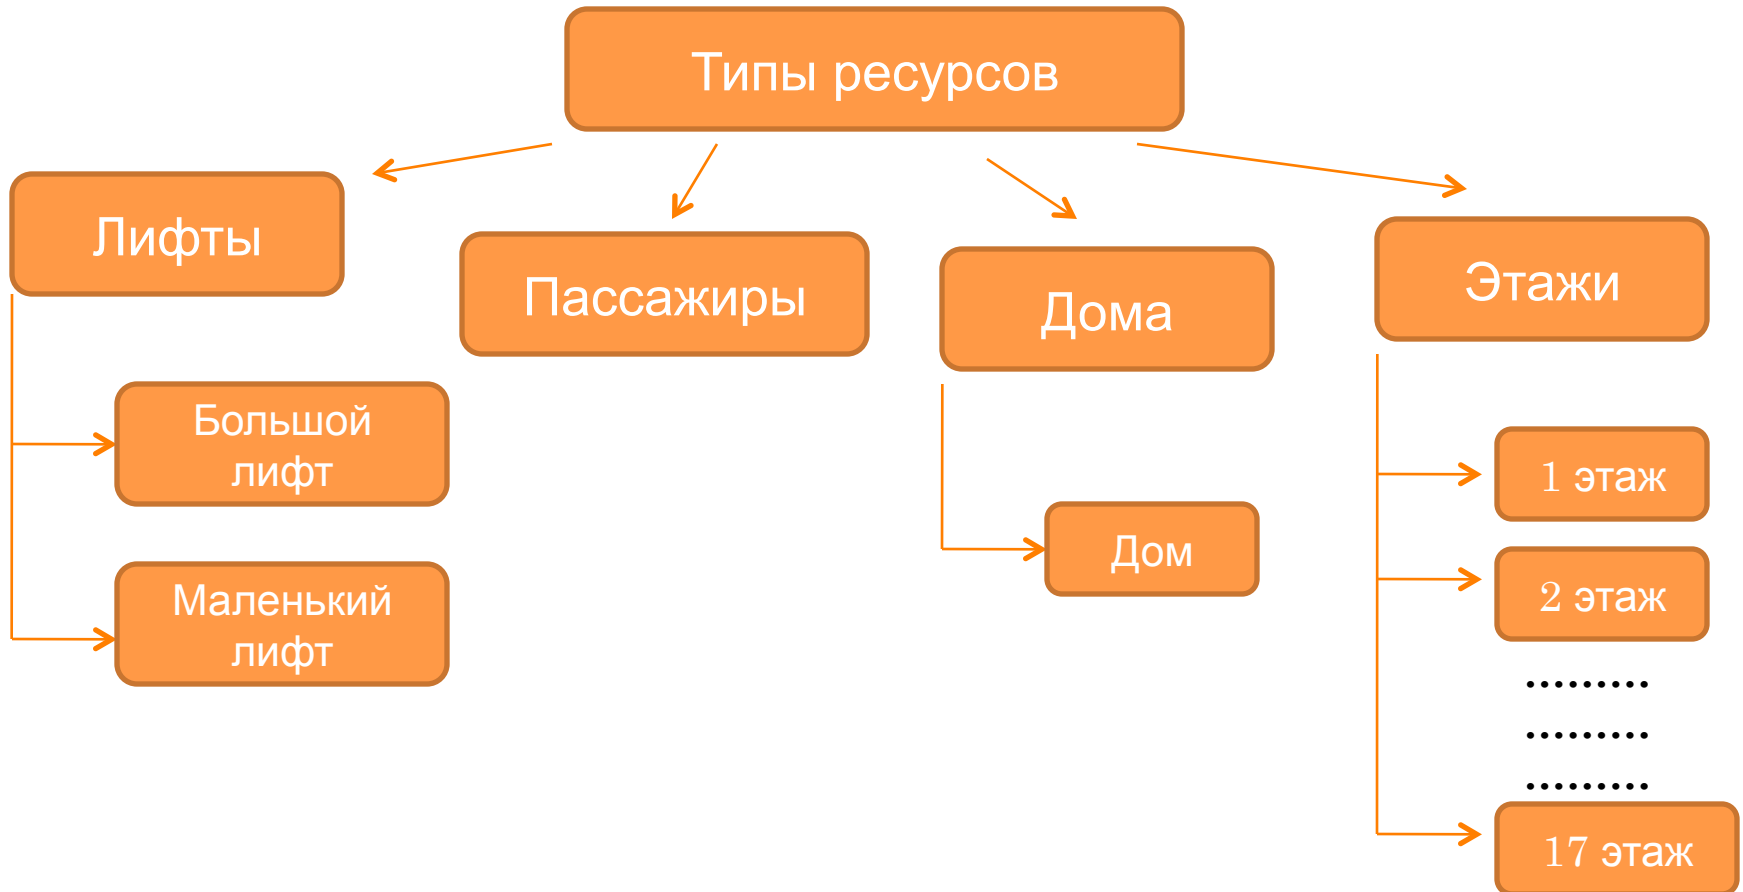 Типы ресурсов
Лифты
Пассажиры
Дома
Этажи
Большой
лифт
Маленький
лифт
Дом
1 этаж
2 этаж
.........
.........
.........
17 этаж